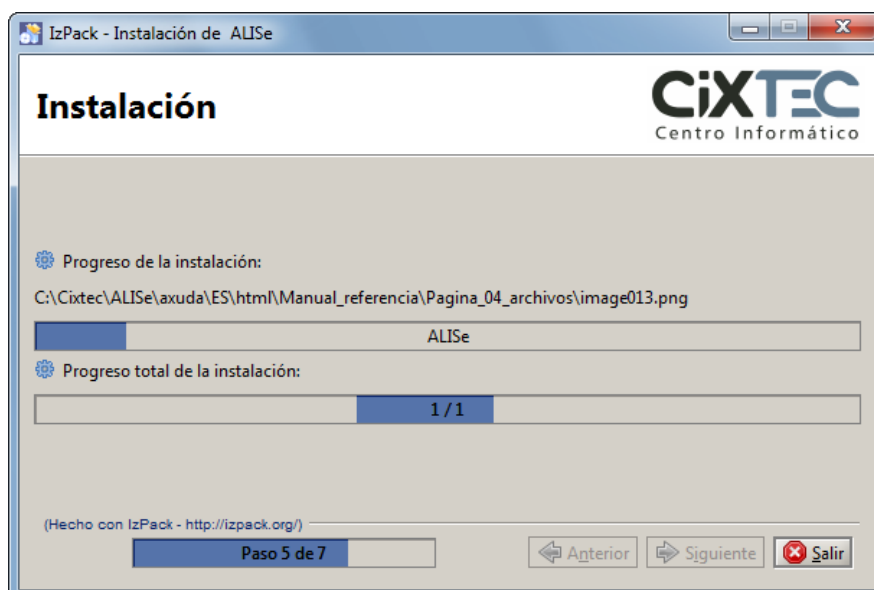 IzPack - Instalación de ALISe
Instalación
CiXTEC
Centro Informático
Progreso de la instalación:
C:\Cixtec\ALISe\axuda\ES\html\Manual_referencia\Pagina_04_archivos\image013.png
ALISe
Progreso total de la instalación:
1 / 1
(Hecho con IzPack - http://izpack.org/)
Paso 5 de 7
Anterior
Siguiente
Salir